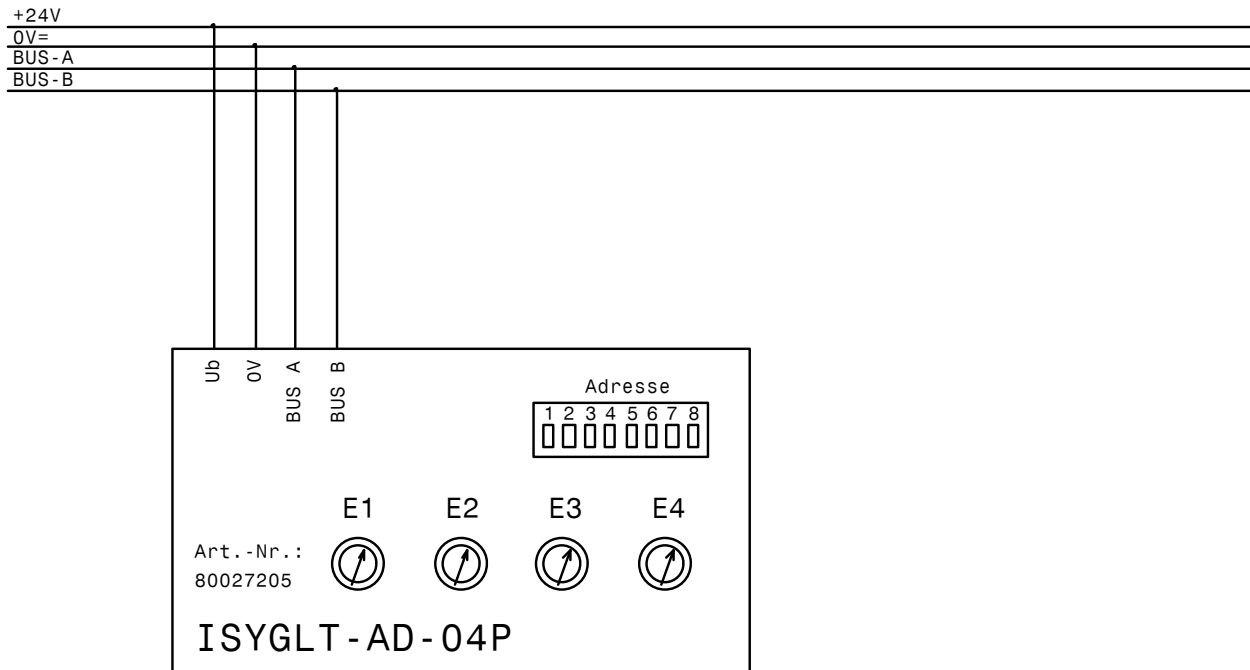 +24V
0V=
BUS-A
BUS-B
Ub
0V
BUS A
BUS B
Adresse
1 2 3 4 5 6 7 8
E1 E2 E3 E4
Art.-Nr.:
80027205
ISYGLT-AD-04P